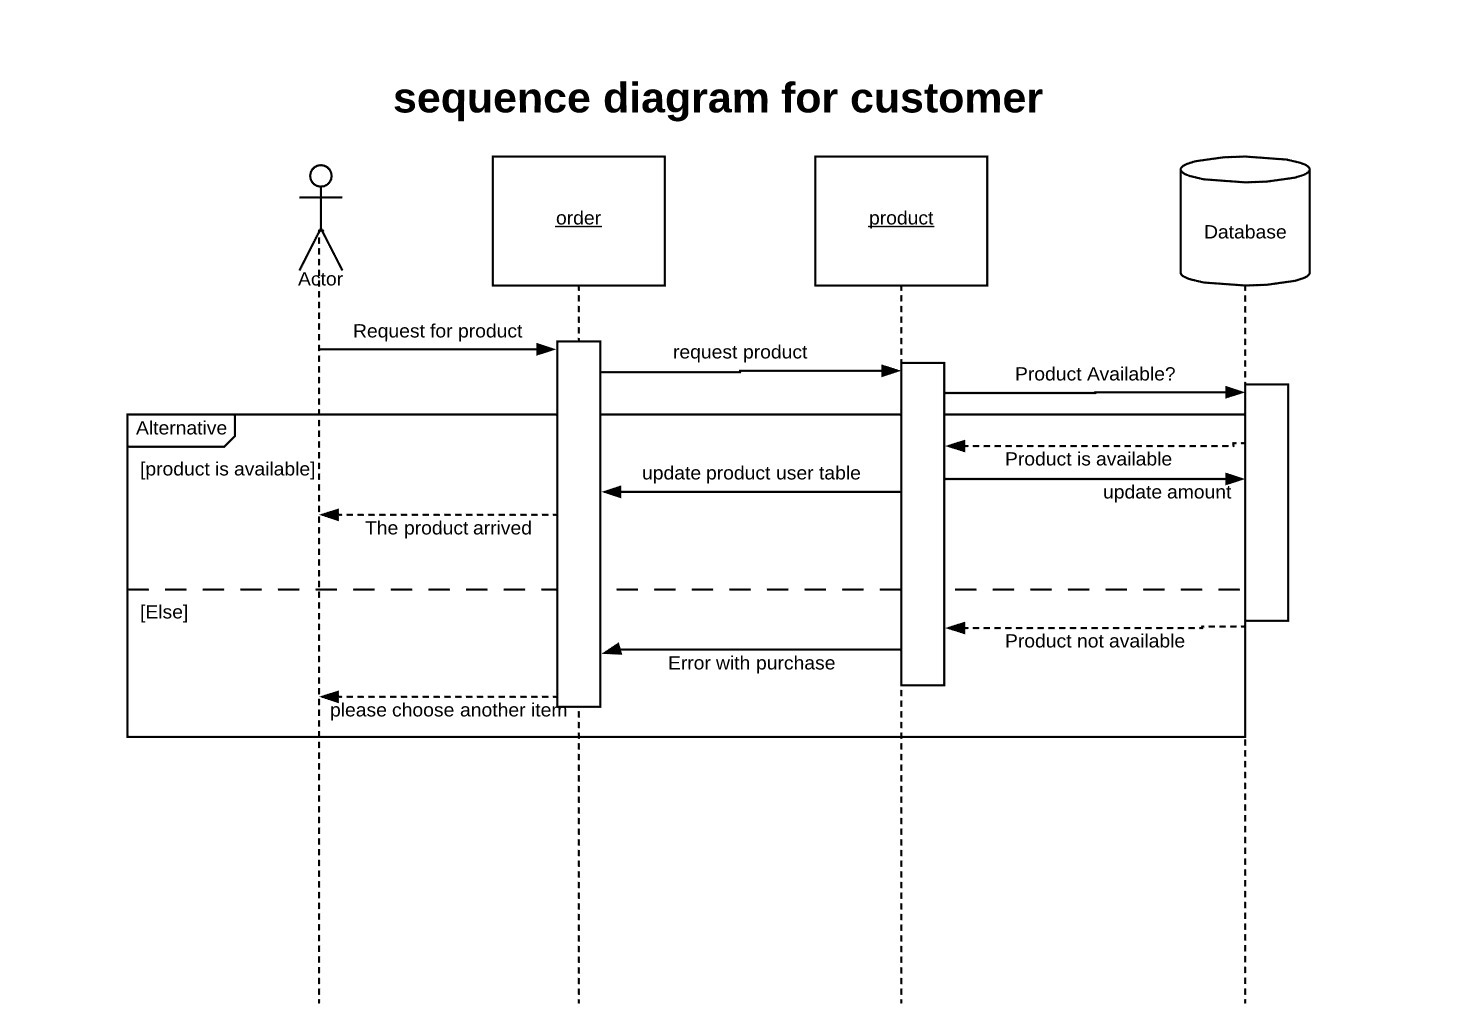 sequence diagram for customer
order
product
Database
Actor
Request for product
request product
Product Available?
Alternative
Product is available
[product is available]
update product user table
update amount
The product arrived
[Else]
Product not available
Error with purchase
please choose another item